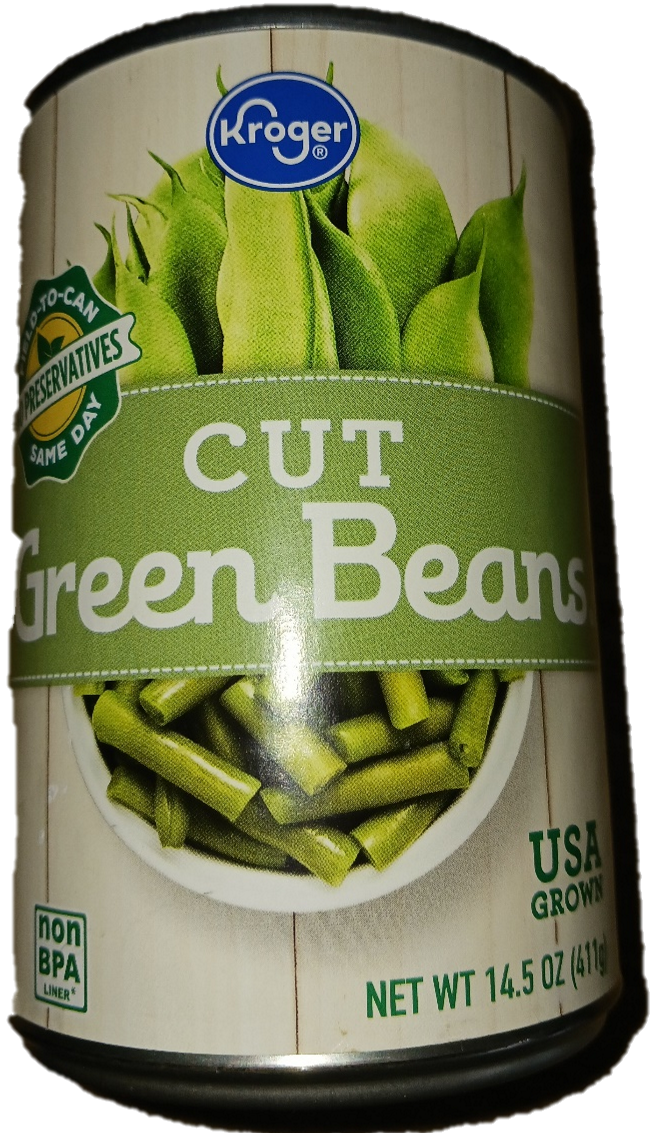 Kroger®
FIELD-TO-CAN
PRESERVATIVES
SAME DAY
CUT
Green Beans
USA
GROWN
non
BPA
LINER*
NET WT 14.5 OZ (411g)